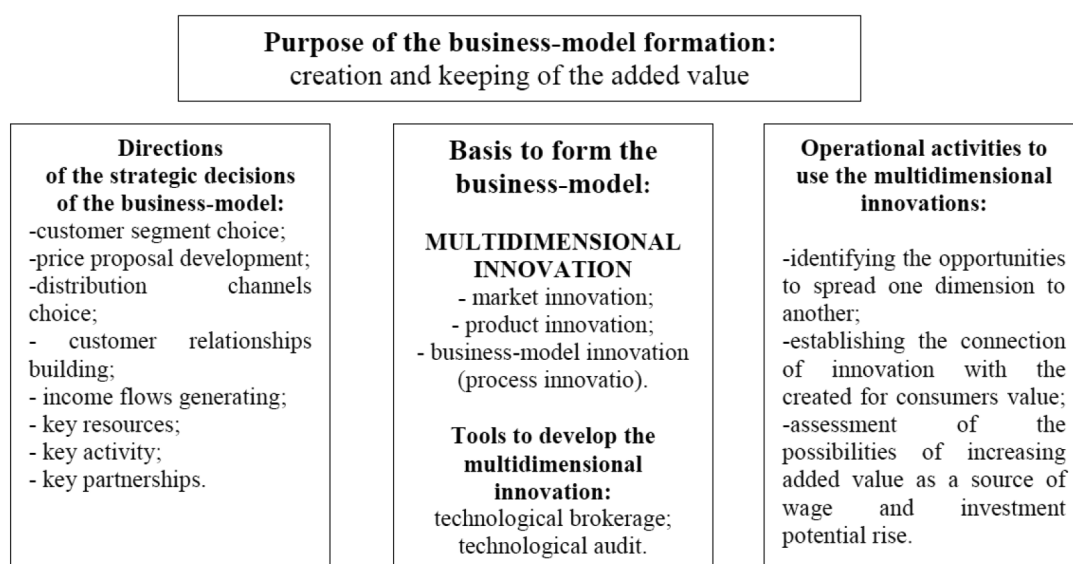 Purpose of the business-model formation:
creation and keeping of the added value
Directions
of the strategic decisions
of the business-model:
-customer segment choice;
-price proposal development;
-distribution channels
choice;
- customer relationships
building;
- income flows generating;
- key resources;
- key activity;
- key partnerships.
Basis to form the
business-model:
MULTIDIMENSIONAL
INNOVATION
- market innovation;
- product innovation;
- business-model innovation
(process innovatio).
Tools to develop the
multidimensional
innovation:
technological brokerage;
technological audit.
Operational activities to
use the multidimensional
innovations:
-identifying the opportunities
to spread one dimension to
another;
-establishing the connection
of innovation with the
created for consumers value;
-assessment of the
possibilities of increasing
added value as a source of
wage and investment
potential rise.